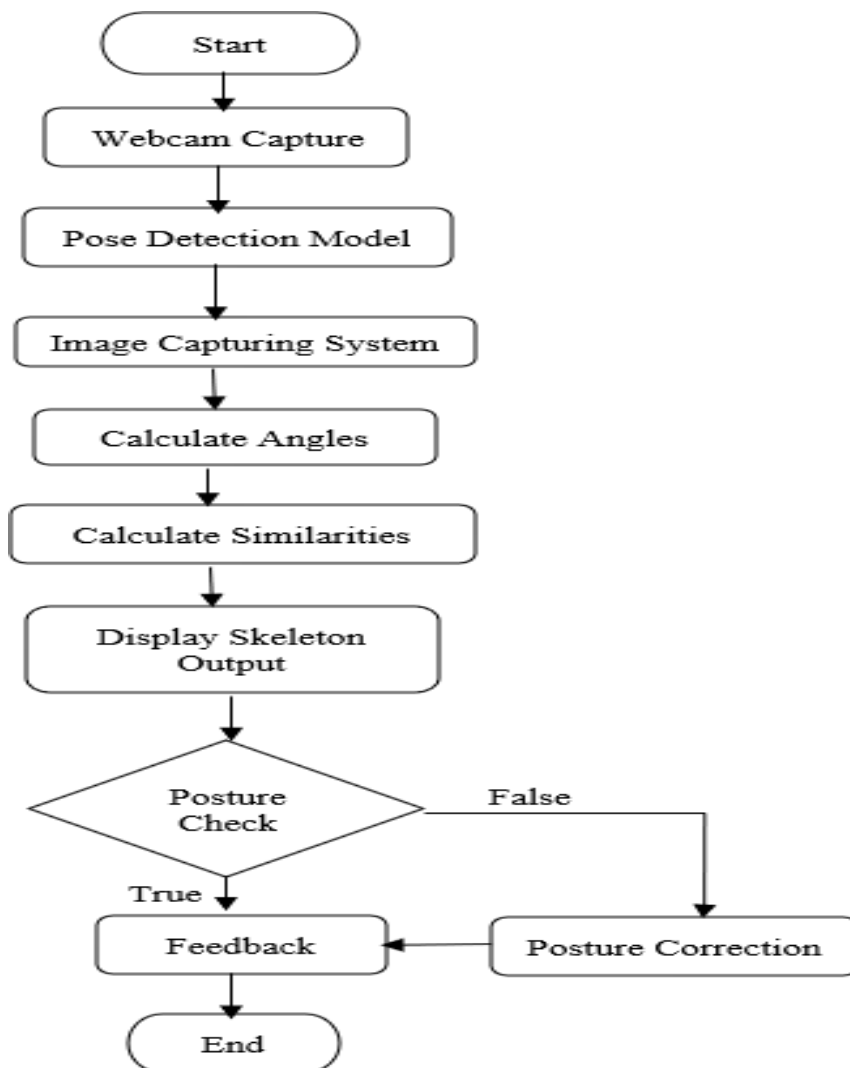 Start
Webcam Capture
Pose Detection Model
Image Capturing System
Calculate Angles
Calculate Similarities
Display Skeleton
Output
Posture
Check
False
True
Feedback
Posture Correction
End